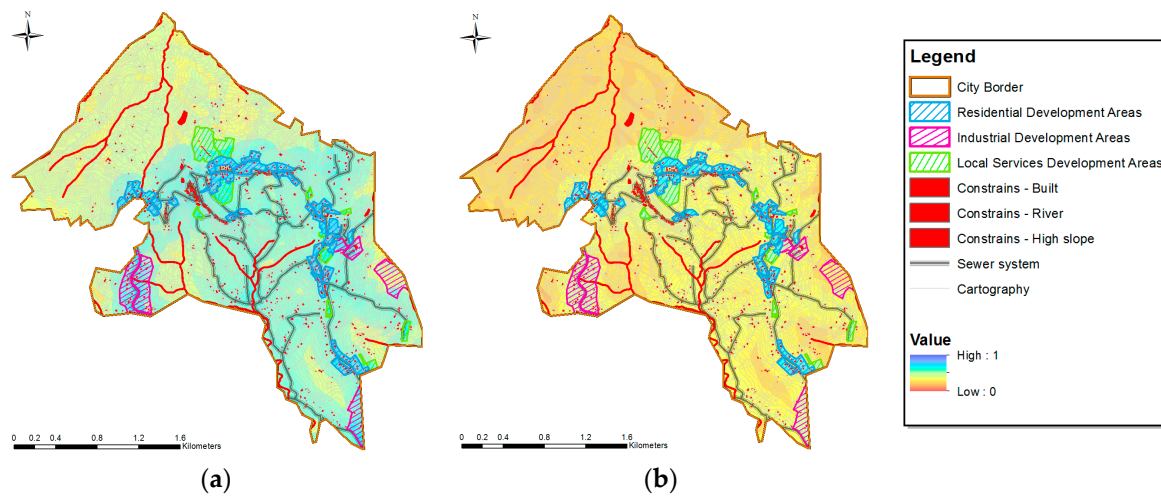 N
N
0 0.2 0.4 0.8 1.2 1.6
Kilometers
0 0.2 0.4 0.8 1.2 1.6
Kilometers
(a)
(b)
Legend
City Border
Residential Development Areas
Industrial Development Areas
Local Services Development Areas
Constrains - Built
Constrains - River
Constrains - High slope
Sewer system
Cartography
Value
High : 1
Low : 0